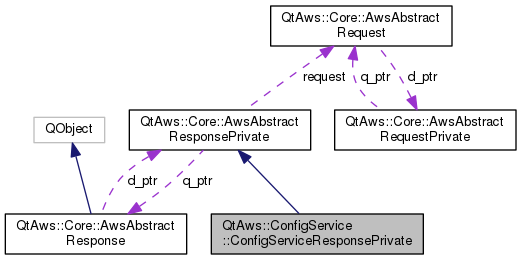 QtAws::Core::AwsAbstract
Request
request
q_ptr
d_ptr
QObject
QtAws::Core::AwsAbstract
ResponsePrivate
QtAws::Core::AwsAbstract
RequestPrivate
d_ptr
q_ptr
QtAws::Core::AwsAbstract
Response
QtAws::ConfigService
::ConfigServiceResponsePrivate